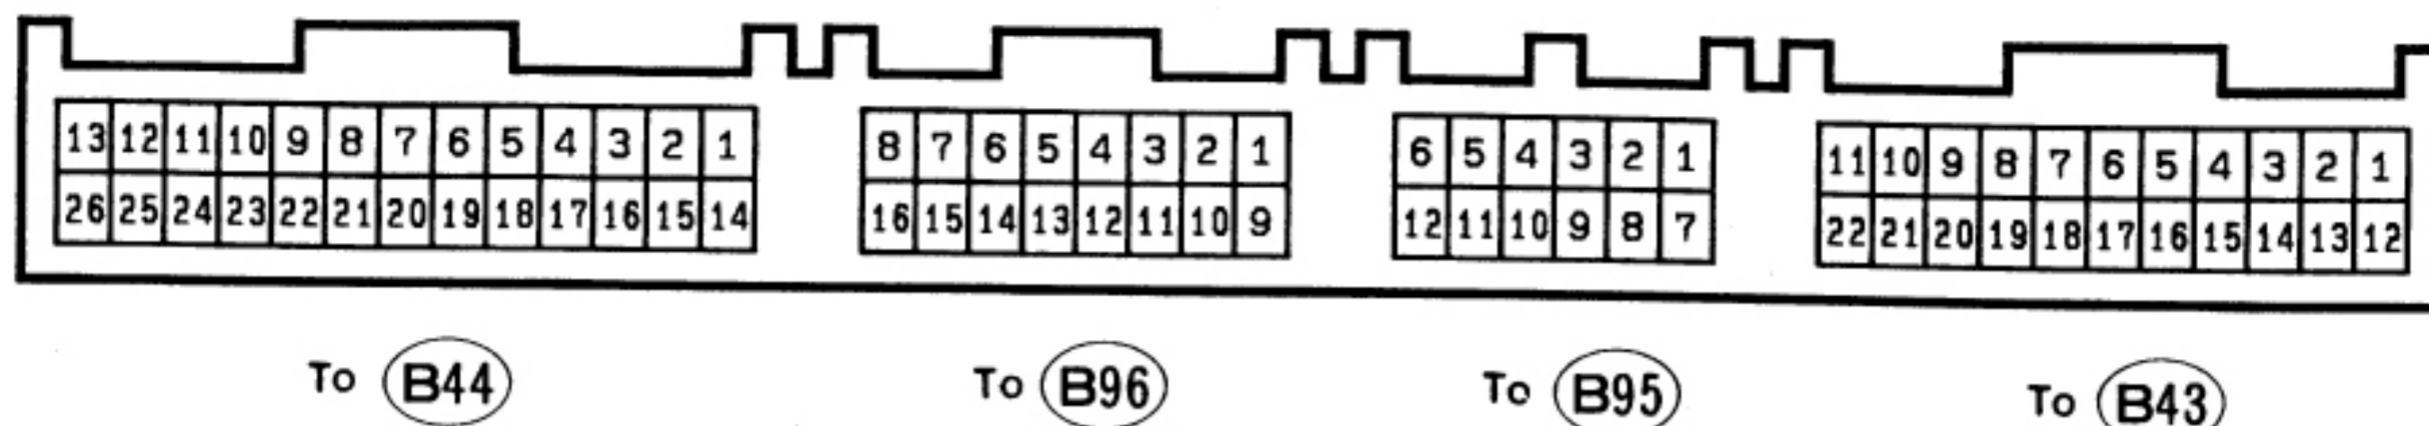 13 12 11 10 9 8 7 6 5 4 3 2 1
26 25 24 23 22 21 20 19 18 17 16 15 14
To B44
8 7 6 5 4 3 2 1
16 15 14 13 12 11 10 9
To B96
6 5 4 3 2 1
12 11 10 9 8 7
To B95
11 10 9 8 7 6 5 4 3 2 1
22 21 20 19 18 17 16 15 14 13 12
To B43